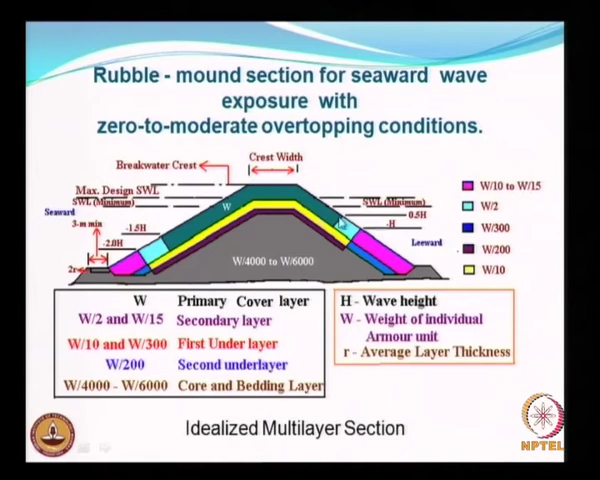 Rubble - mound section for seaward wave
exposure with
zero-to-moderate overtopping conditions.
Crest Width
Breakwater Crest
Max. Design SWL
SWL (Minimum)
SWL (Minimum)
Seaward
0.5H
3-m min
-1.5H
-H
-2.0H
Leeward
2r
W
W/4000 to W/6000
W/10 to W/15
W/2
W/300
W/200
W/10
W Primary Cover layer
W/2 and W/15 Secondary layer
W/10 and W/300 First Under layer
W/200 Second underlayer
W/4000 - W/6000 Core and Bedding Layer
H - Wave height
W - Weight of individual
Armour unit
r - Average Layer Thickness
Idealized Multilayer Section
NPTEL